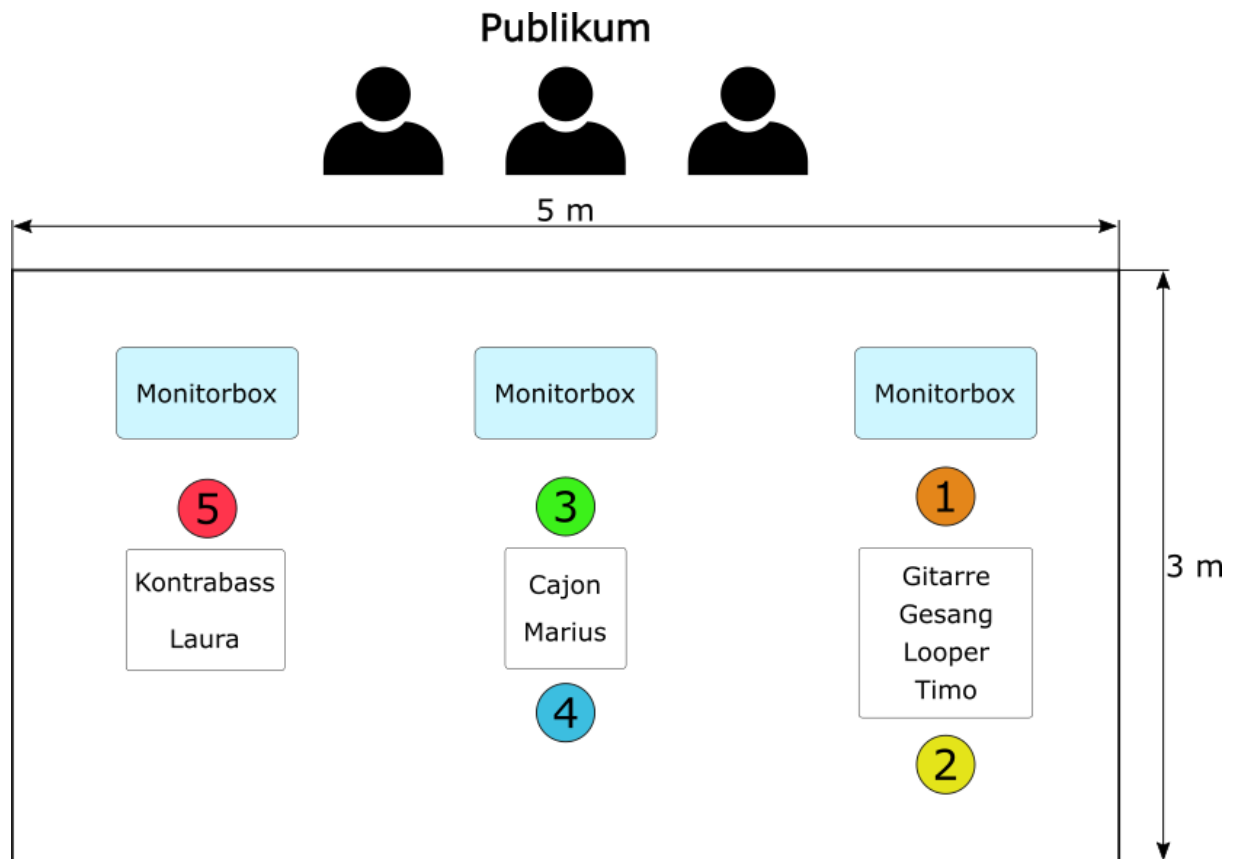 Publikum
5 m
Monitorbox
Monitorbox
Monitorbox
5
3
1
Kontrabass
Laura
Cajon
Marius
Gitarre
Gesang
Looper
Timo
3 m
4
2